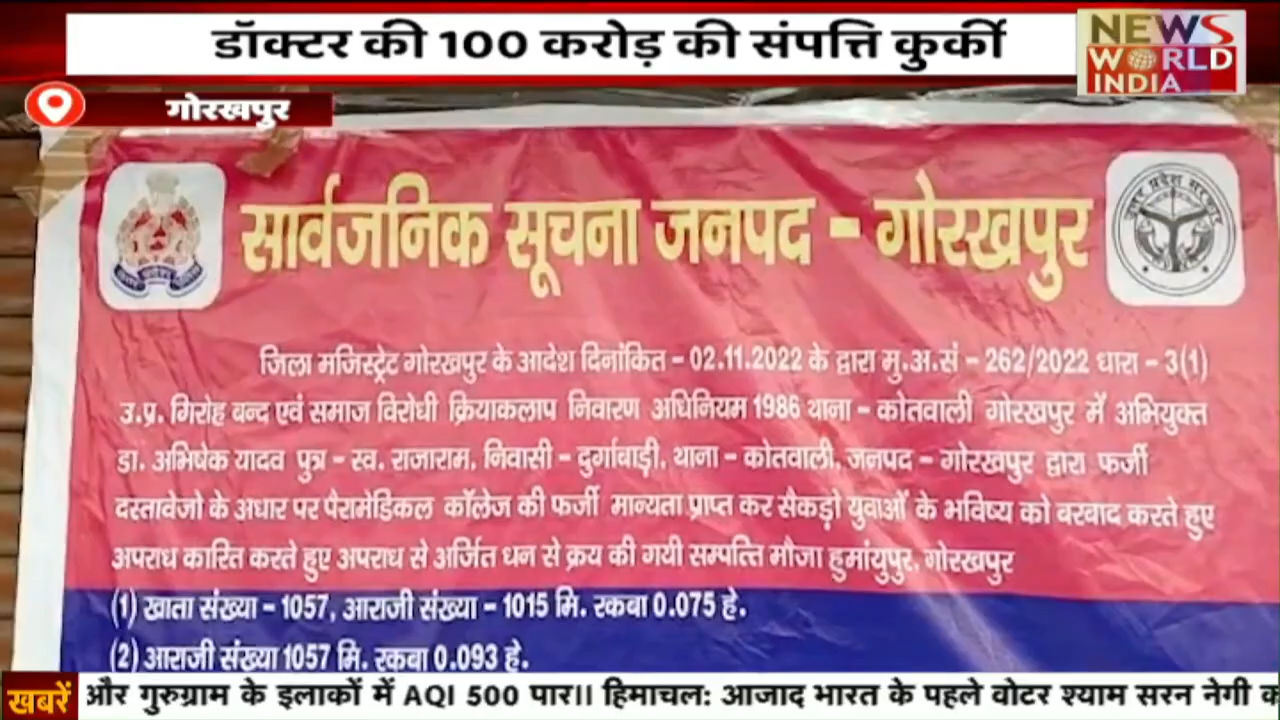 डॉक्टर की 100 करोड़ की संपत्ति कुर्की
NEWS
WORLD
INDIA
गोरखपुर
सार्वजनिक सूचना जनपद - गोरखपुर
जिला मजिस्ट्रेट गोरखपुर के आदेश दिनांकित - 02.11.2022 के द्वारा मु.अ.सं - 262/2022 धारा - 3(1)
उ.प्र. गिरोह बन्द एवं समाज विरोधी क्रियाकलाप निवारण अधिनियम 1986 थाना - कोतवाली गोरखपुर में अभियुक्त
डा. अभिषेक यादव पुत्र - स्व. राजाराम, निवासी - दुर्गावाड़ी, थाना - कोतवाली, जनपद - गोरखपुर द्वारा फर्जी
दस्तावेजो के अधार पर पैरामेडिकल कॉलेज की फर्जी मान्यता प्राप्त कर सैकड़ो युवाओं के भविष्य को बरबाद करते हुए
अपराध कारित करते हुए अपराध से अर्जित धन से क्रय की गयी सम्पत्ति मौजा हुमांयुपुर, गोरखपुर
(1) खाता संख्या - 1057, आराजी संख्या - 1015 मि. रकबा 0.075 हे.
(2) आराजी संख्या 1057 मि. रकबा 0.093 हे.
खबरें और गुरुग्राम के इलाकों में AQI 500 पार।। हिमाचल: आजाद भारत के पहले वोटर श्याम सरन नेगी